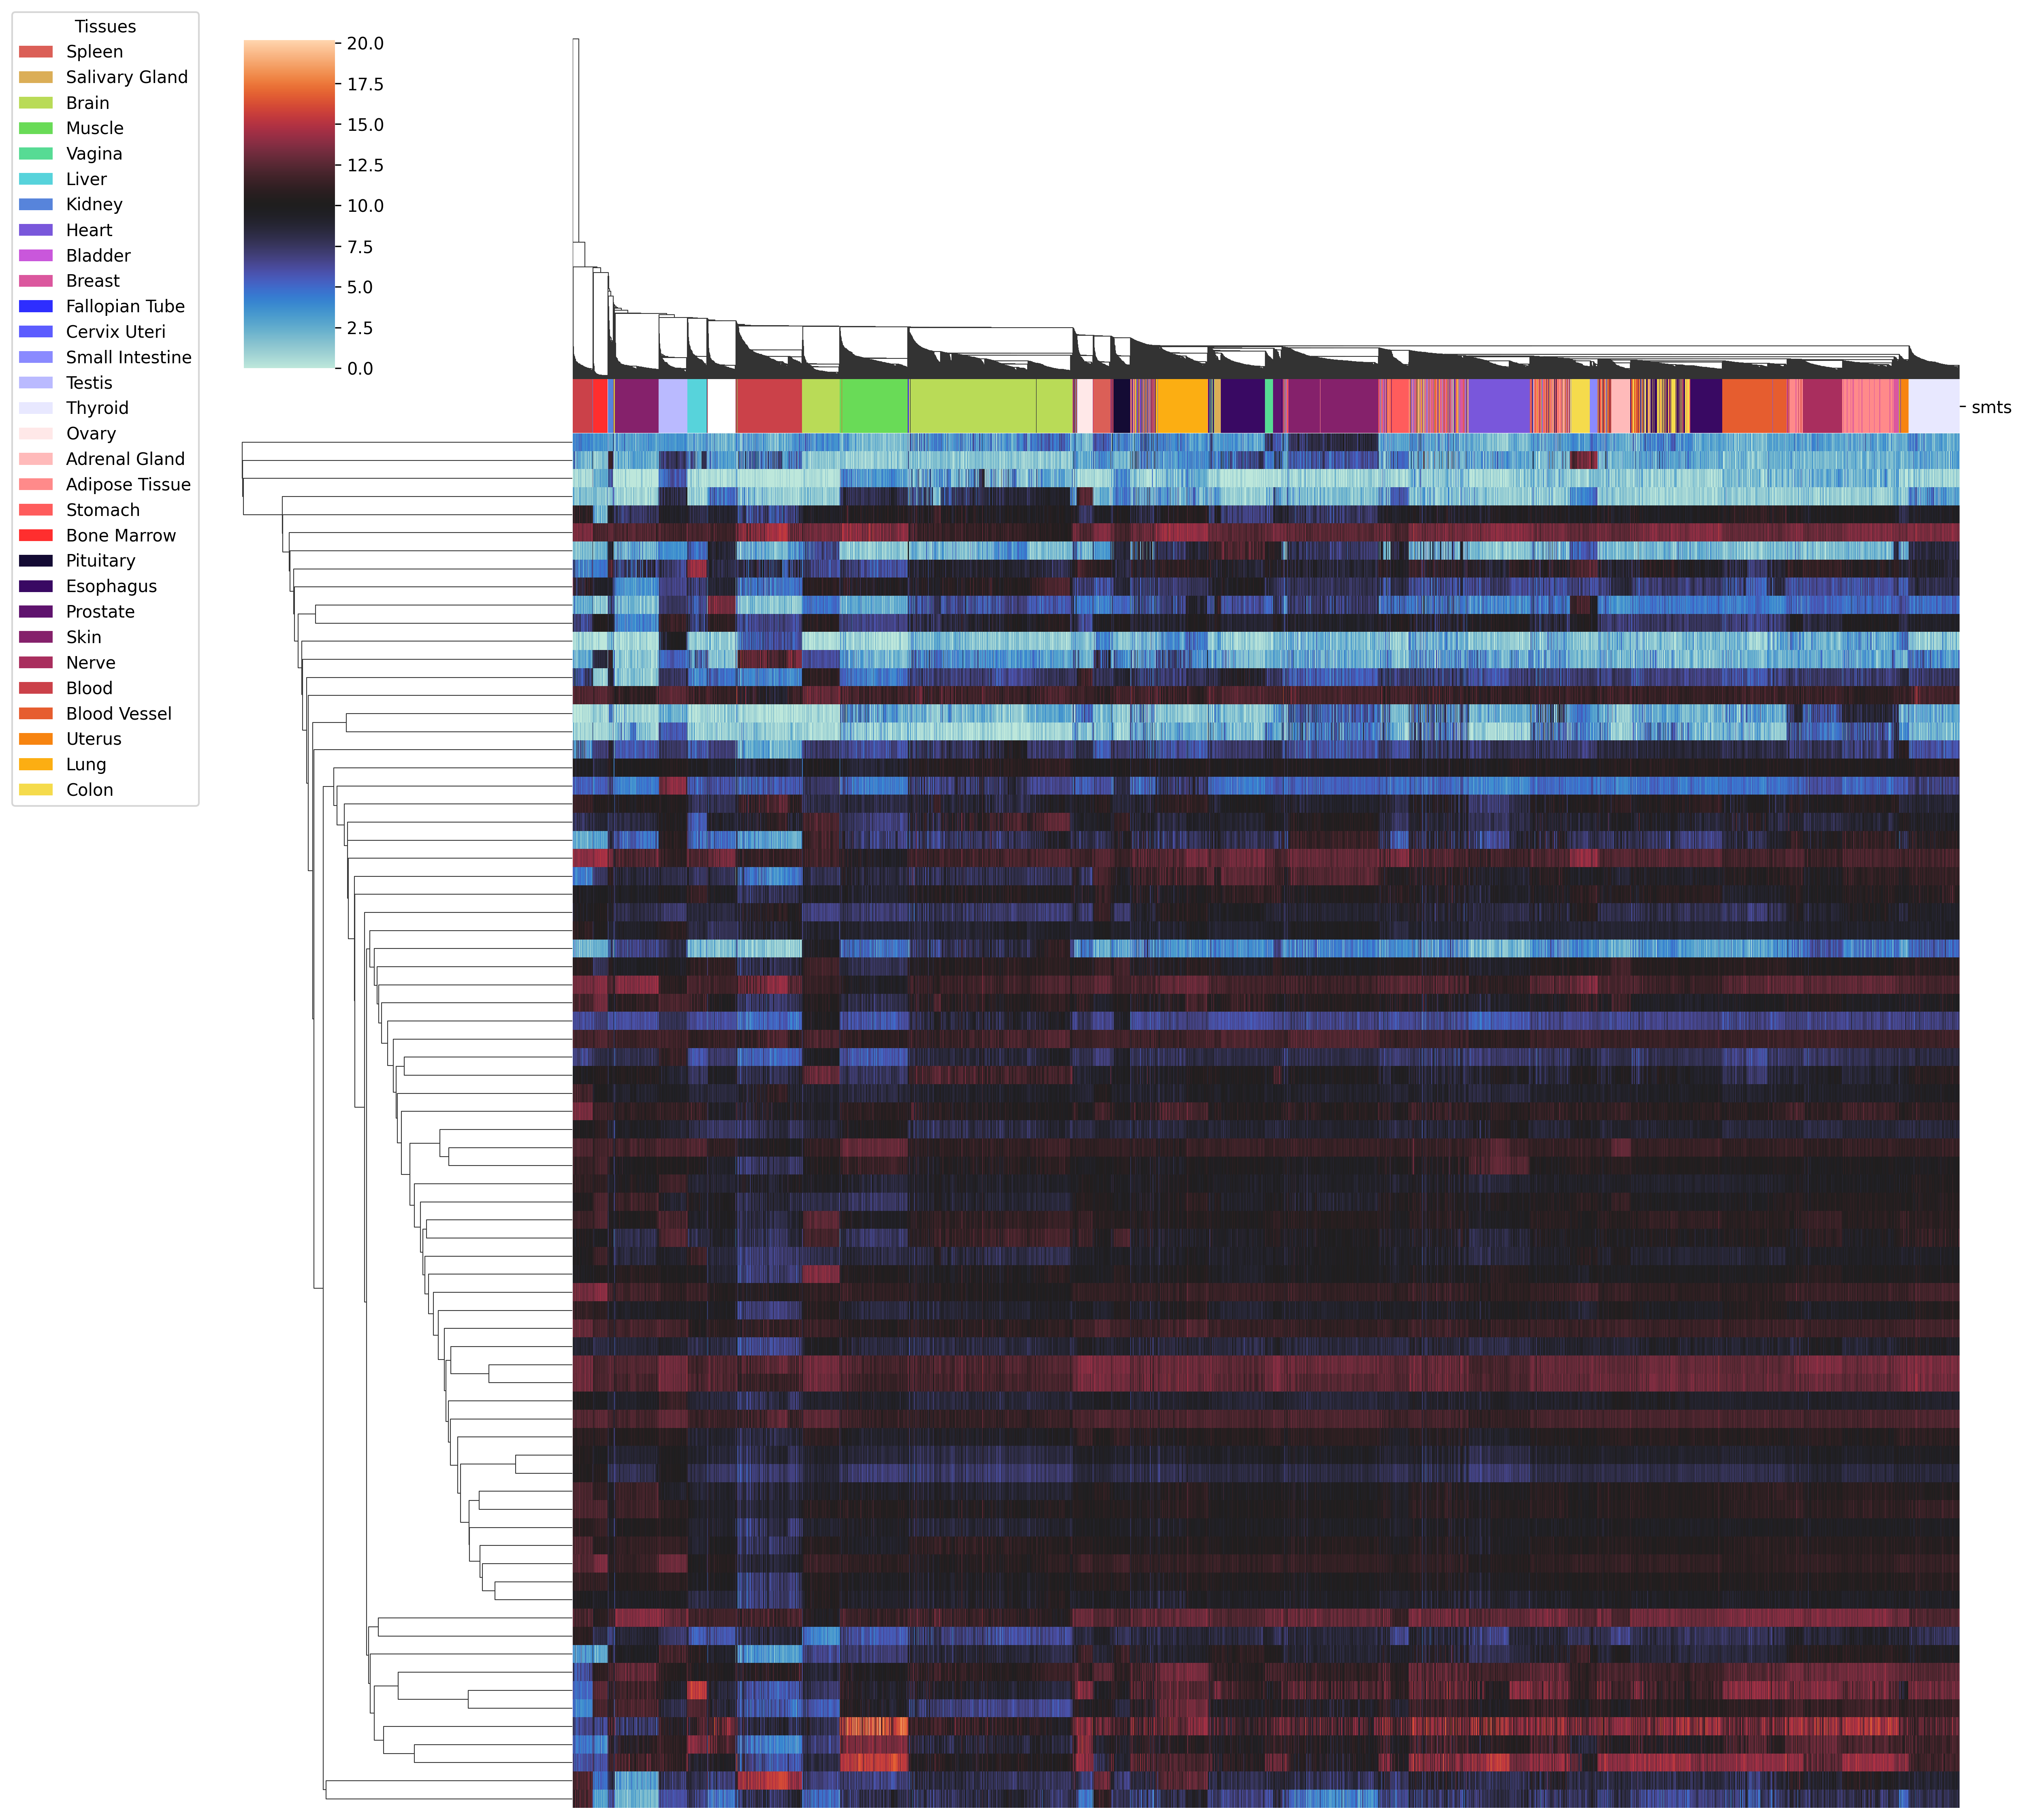 Tissues
Spleen
Salivary Gland
Brain
Muscle
Vagina
Liver
Kidney
Heart
Bladder
Breast
Fallopian Tube
Cervix Uteri
Small Intestine
Testis
Thyroid
Ovary
Adrenal Gland
Adipose Tissue
Stomach
Bone Marrow
Pituitary
Esophagus
Prostate
Skin
Nerve
Blood
Blood Vessel
Uterus
Lung
Colon
20.0
17.5
15.0
12.5
10.0
7.5
5.0
2.5
0.0
smts